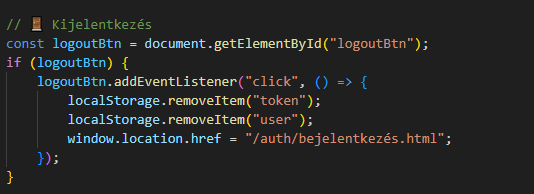 // 🚪 Kijelentkezés
const logoutBtn = document.getElementById("logoutBtn");
if (logoutBtn) {
logoutBtn.addEventListener("click", () => {
localStorage.removeItem("token");
localStorage.removeItem("user");
window.location.href = "/auth/bejelentkezés.html";
});
}